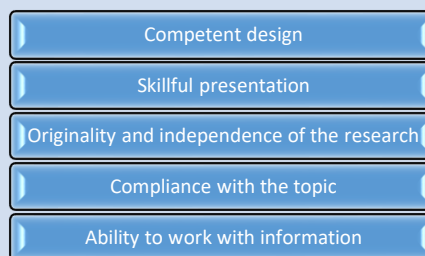 Competent design
Skillful presentation
Originality and independence of the research
Compliance with the topic
Ability to work with information